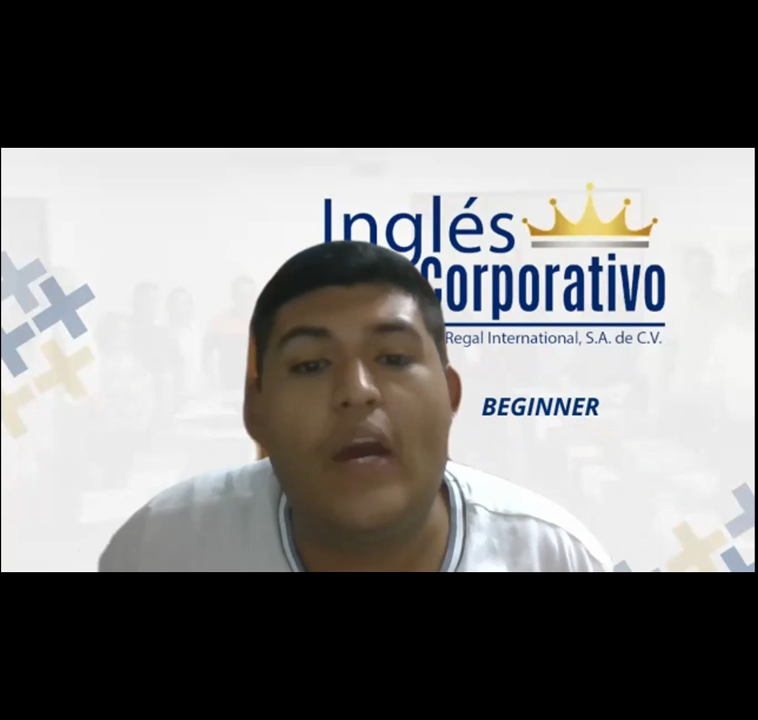 Inglés
Corporativo
Regal International, S.A. de C.V.
BEGINNER